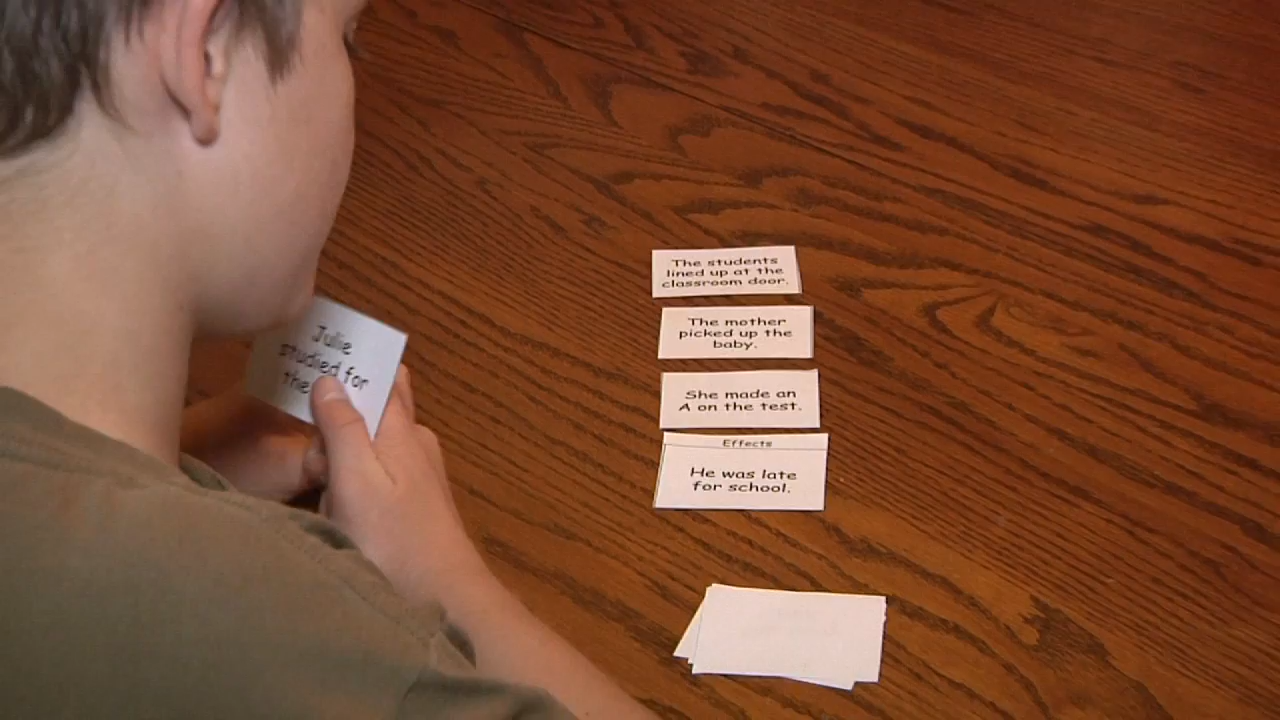 The students
lined up at the
classroom door.
The mother
picked up the
baby.
She made an
A on the test.
Effects
He was late
for school.
Julie
studied for
the